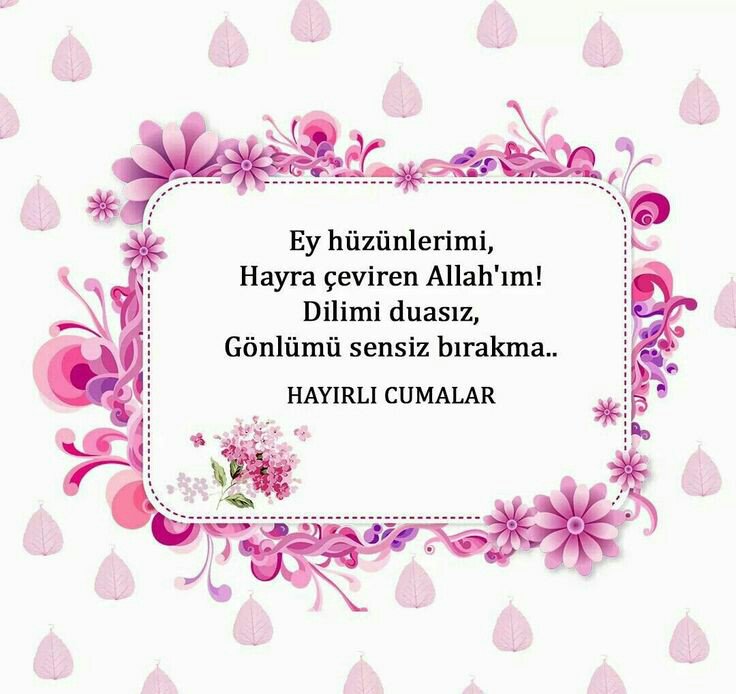 Ey hüzünlerimi,
Hayra çeviren Allah'ım!
Dilimi duasız,
Gönlümü sensiz bırakma..
HAYIRLI CUMALAR